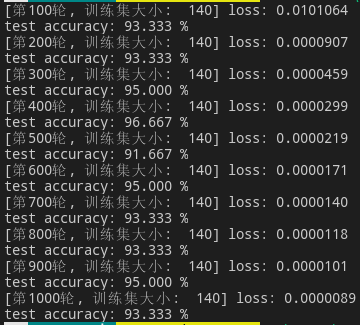 [第100轮, 训练集大小:  140] loss: 0.0101064
test accuracy: 93.333 %
[第200轮, 训练集大小:  140] loss: 0.0000907
test accuracy: 93.333 %
[第300轮, 训练集大小:  140] loss: 0.0000459
test accuracy: 95.000 %
[第400轮, 训练集大小:  140] loss: 0.0000299
test accuracy: 96.667 %
[第500轮, 训练集大小:  140] loss: 0.0000219
test accuracy: 91.667 %
[第600轮, 训练集大小:  140] loss: 0.0000171
test accuracy: 95.000 %
[第700轮, 训练集大小:  140] loss: 0.0000140
test accuracy: 93.333 %
[第800轮, 训练集大小:  140] loss: 0.0000118
test accuracy: 93.333 %
[第900轮, 训练集大小:  140] loss: 0.0000101
test accuracy: 95.000 %
[第1000轮, 训练集大小:  140] loss: 0.0000089
test accuracy: 93.333 %